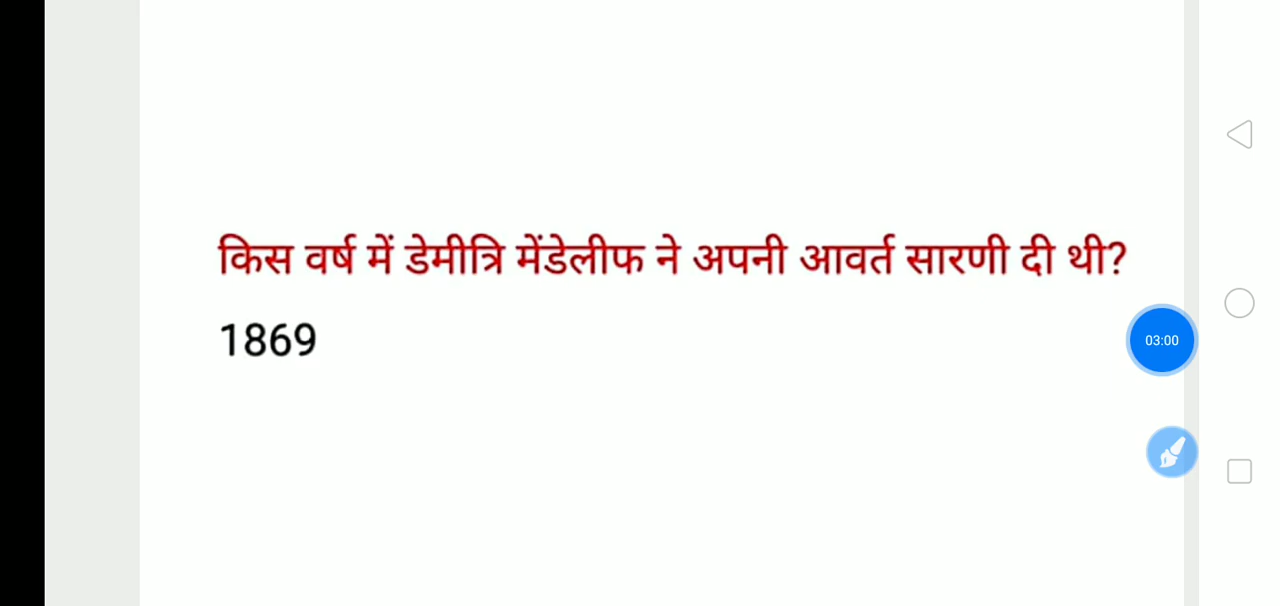 किस वर्ष में डेमीत्रि मेंडेलीफ ने अपनी आवर्त सारणी दी थी?
1869
03:00